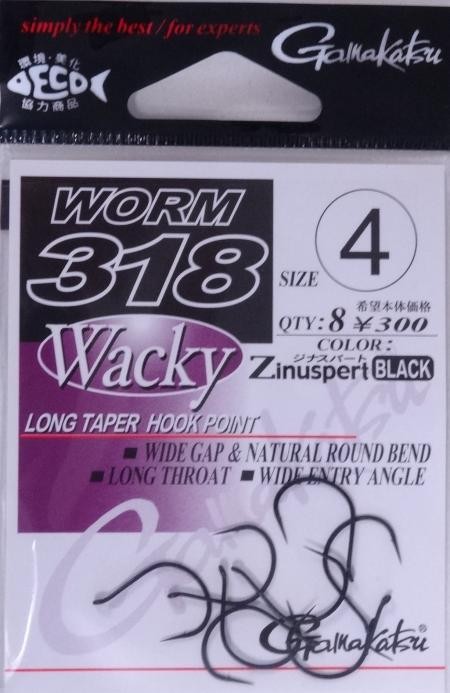 simply the best / for experts
Gamakatsu
環境・美化
ECO
協力商品
WORM
318
SIZE
4
希望本体価格
QTY: 8 ¥300
COLOR:
ジナスパート
Zinuspert BLACK
Wacky
LONG TAPER HOOK POINT
■ WIDE GAP & NATURAL ROUND BEND
■ LONG THROAT ■ WIDE ENTRY ANGLE
Gamakatsu
Gamakatsu®